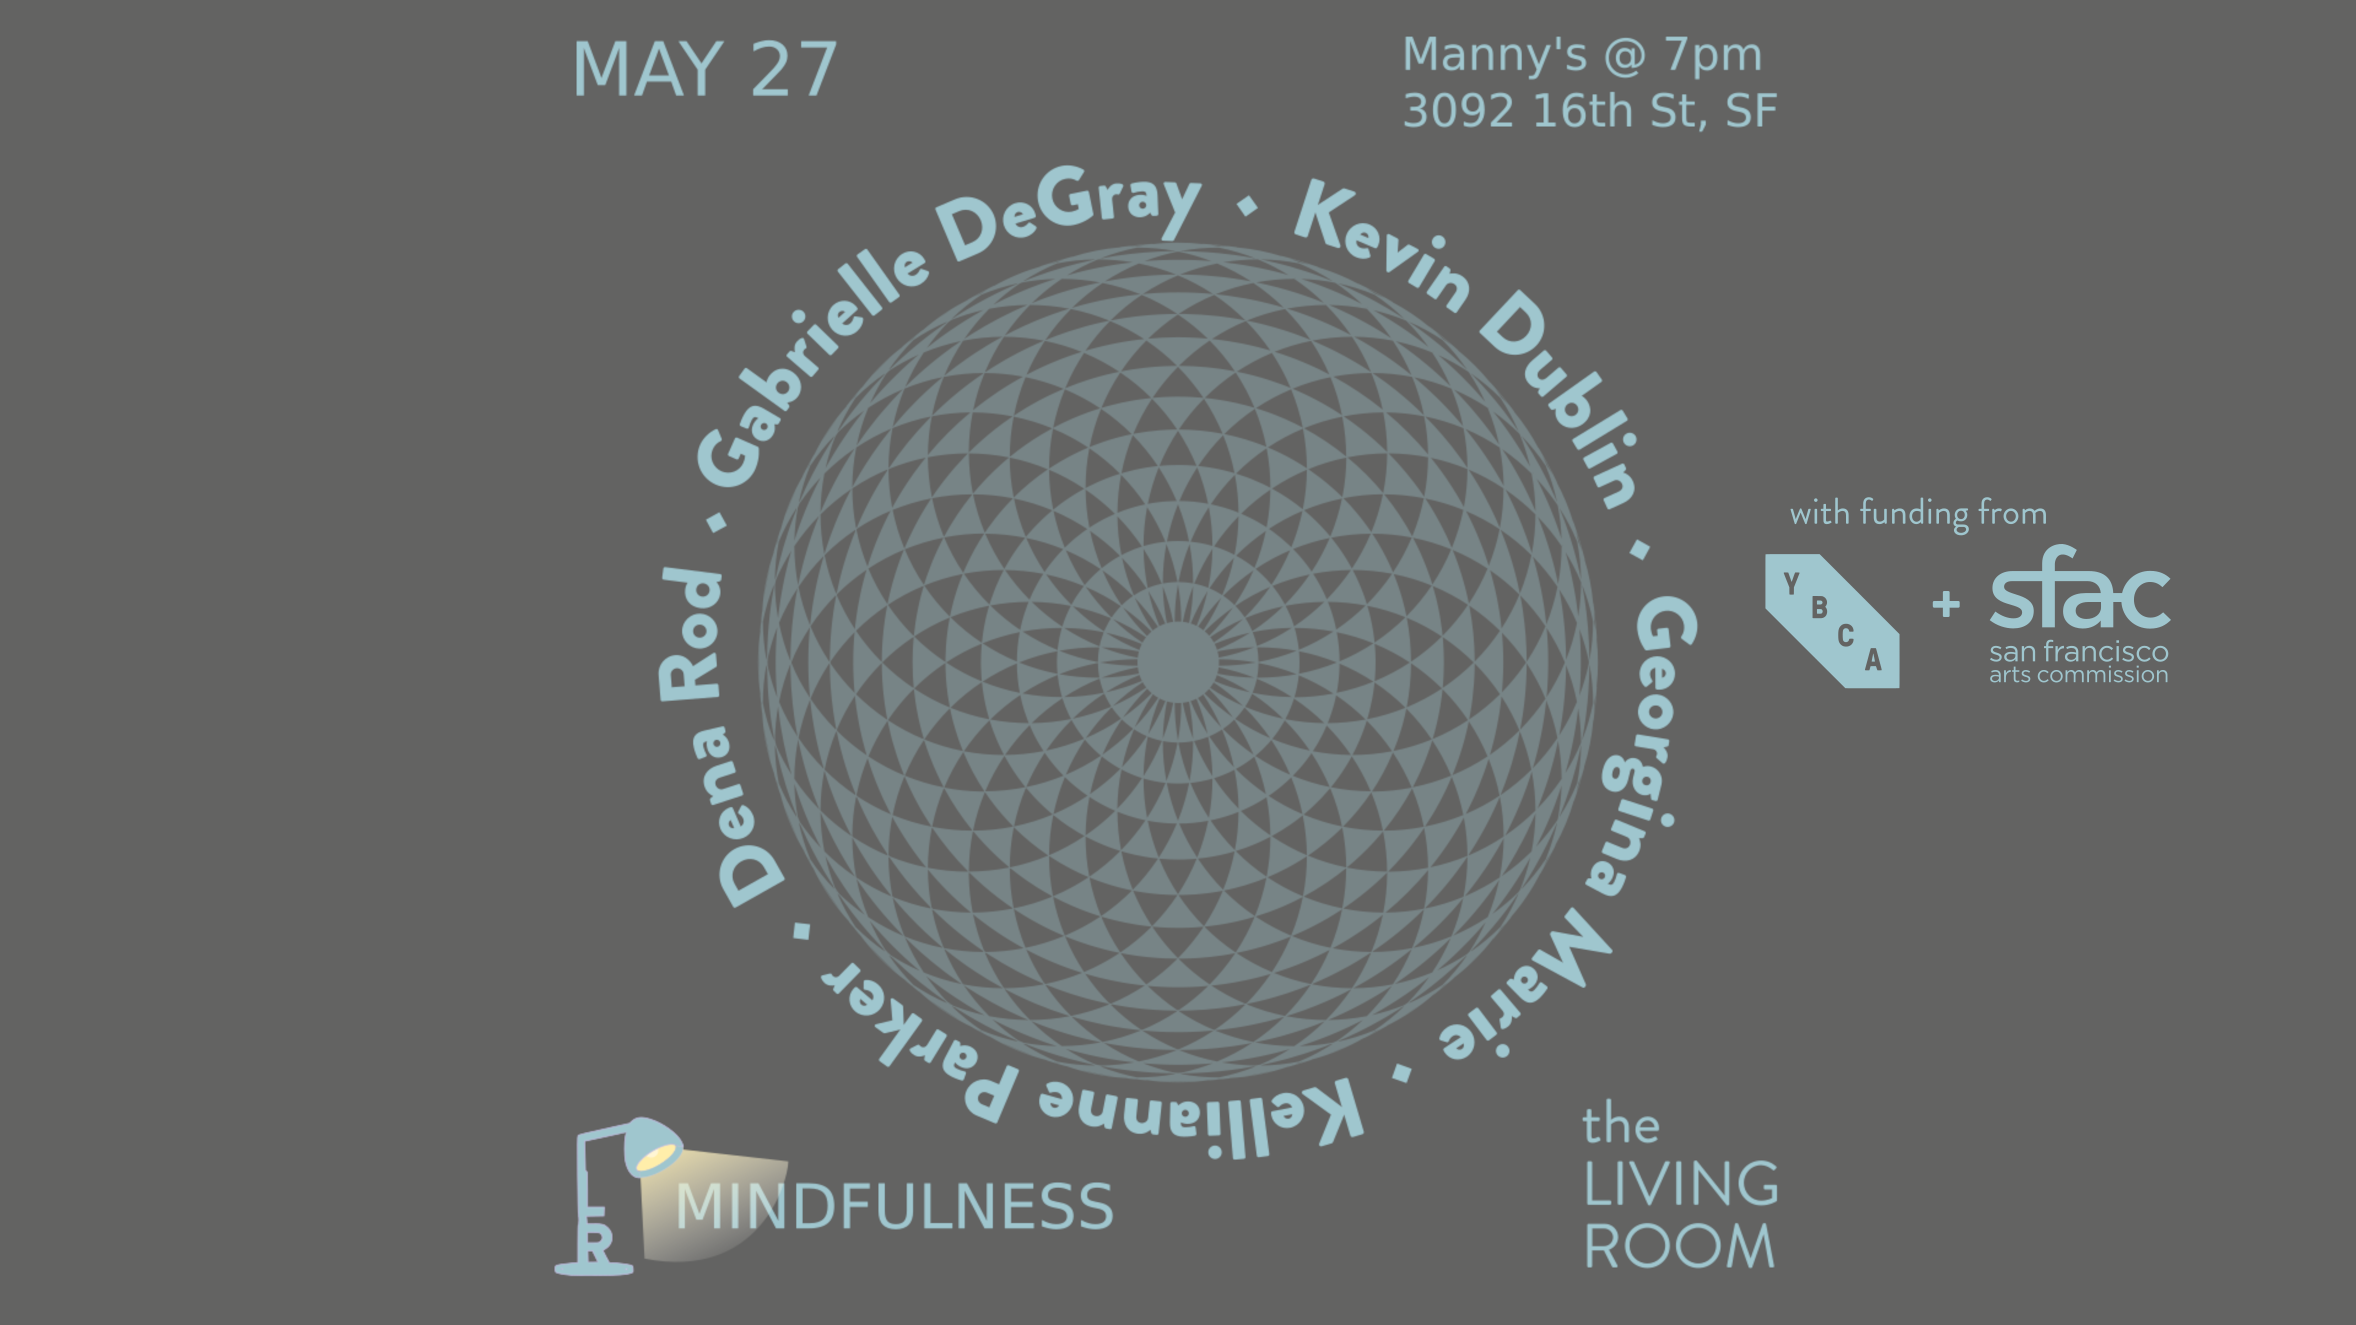 MAY 27
Manny's @ 7pm
3092 16th St, SF
Gabrielle DeGray · Kevin Dublin · Georgina Marie · Kellianne Parker · Dena Rod ·
with funding from
Y
B
C
A
+
sfac
san francisco
arts commission
L
R
MINDFULNESS
the
LIVING
ROOM